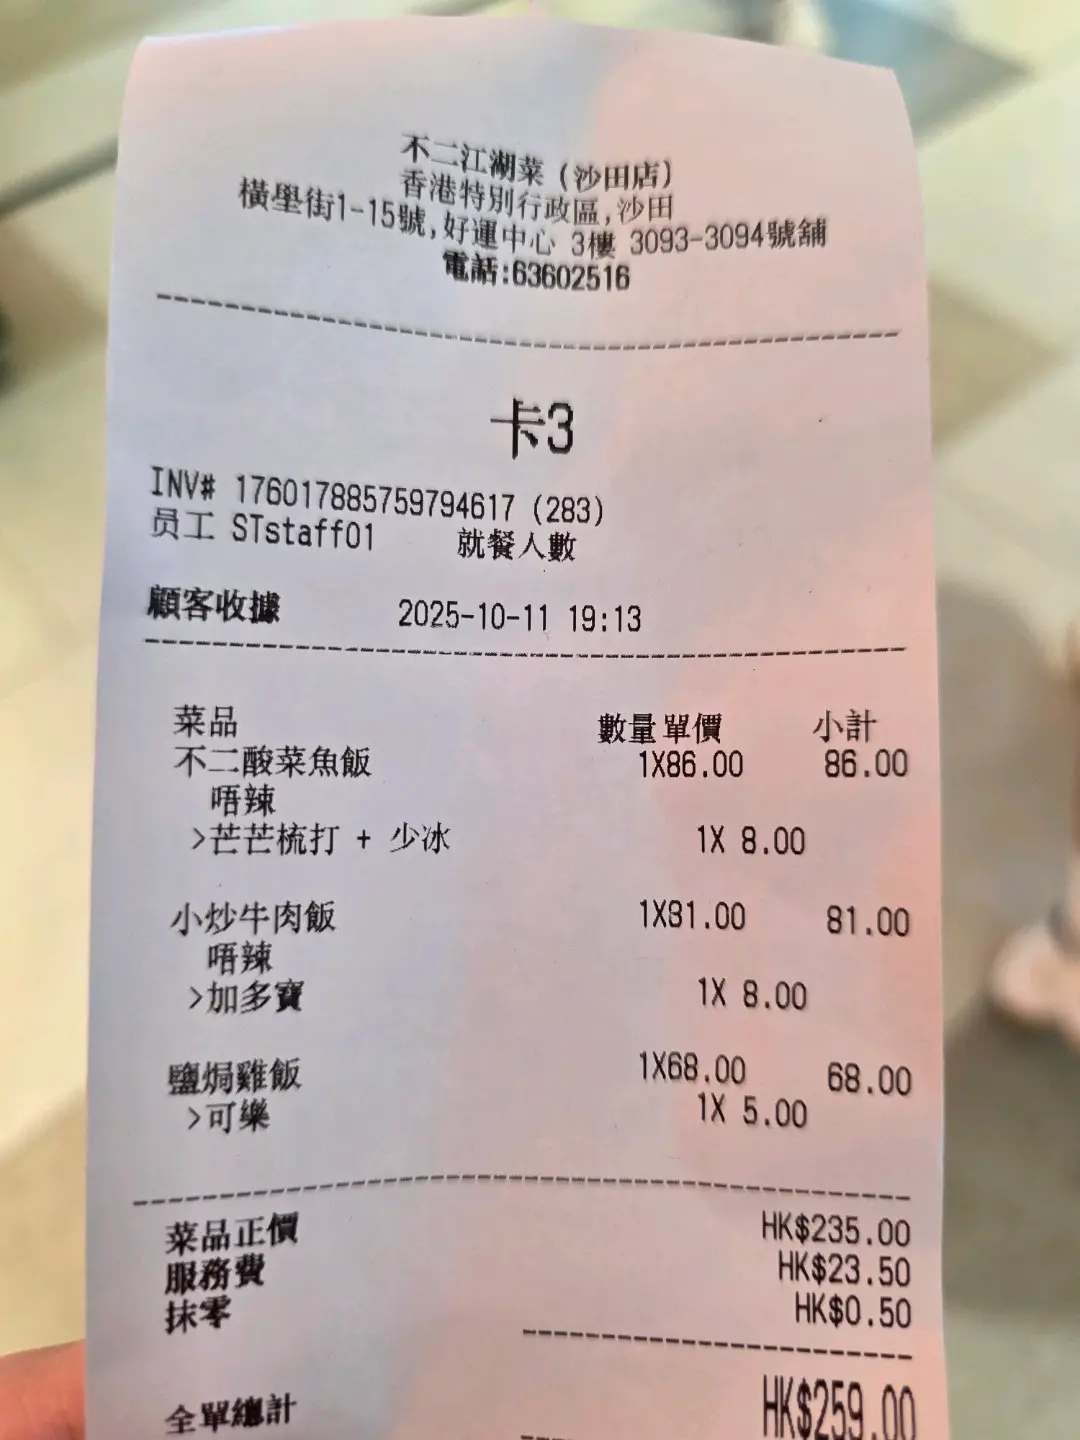 不二江湖菜 (沙田店)
香港特別行政區,沙田
橫壆街1-15號,好運中心 3樓 3093-3094號舖
電話:63602516
卡3
INV# 176017885759794617 (283)
员工 STstaff01 就餐人數
顧客收據 2025-10-11 19:13
菜品 數量單價 小計
不二酸菜魚飯 1X86.00 86.00
唔辣
>芒芒梳打 + 少冰 1X 8.00
小炒牛肉飯 1X81.00 81.00
唔辣
>加多寶 1X 8.00
鹽焗雞飯 1X68.00 68.00
>可樂 1X 5.00
菜品正價 HK$235.00
服務費 HK$23.50
抹零 HK$0.50
全單總計 HK$259.00